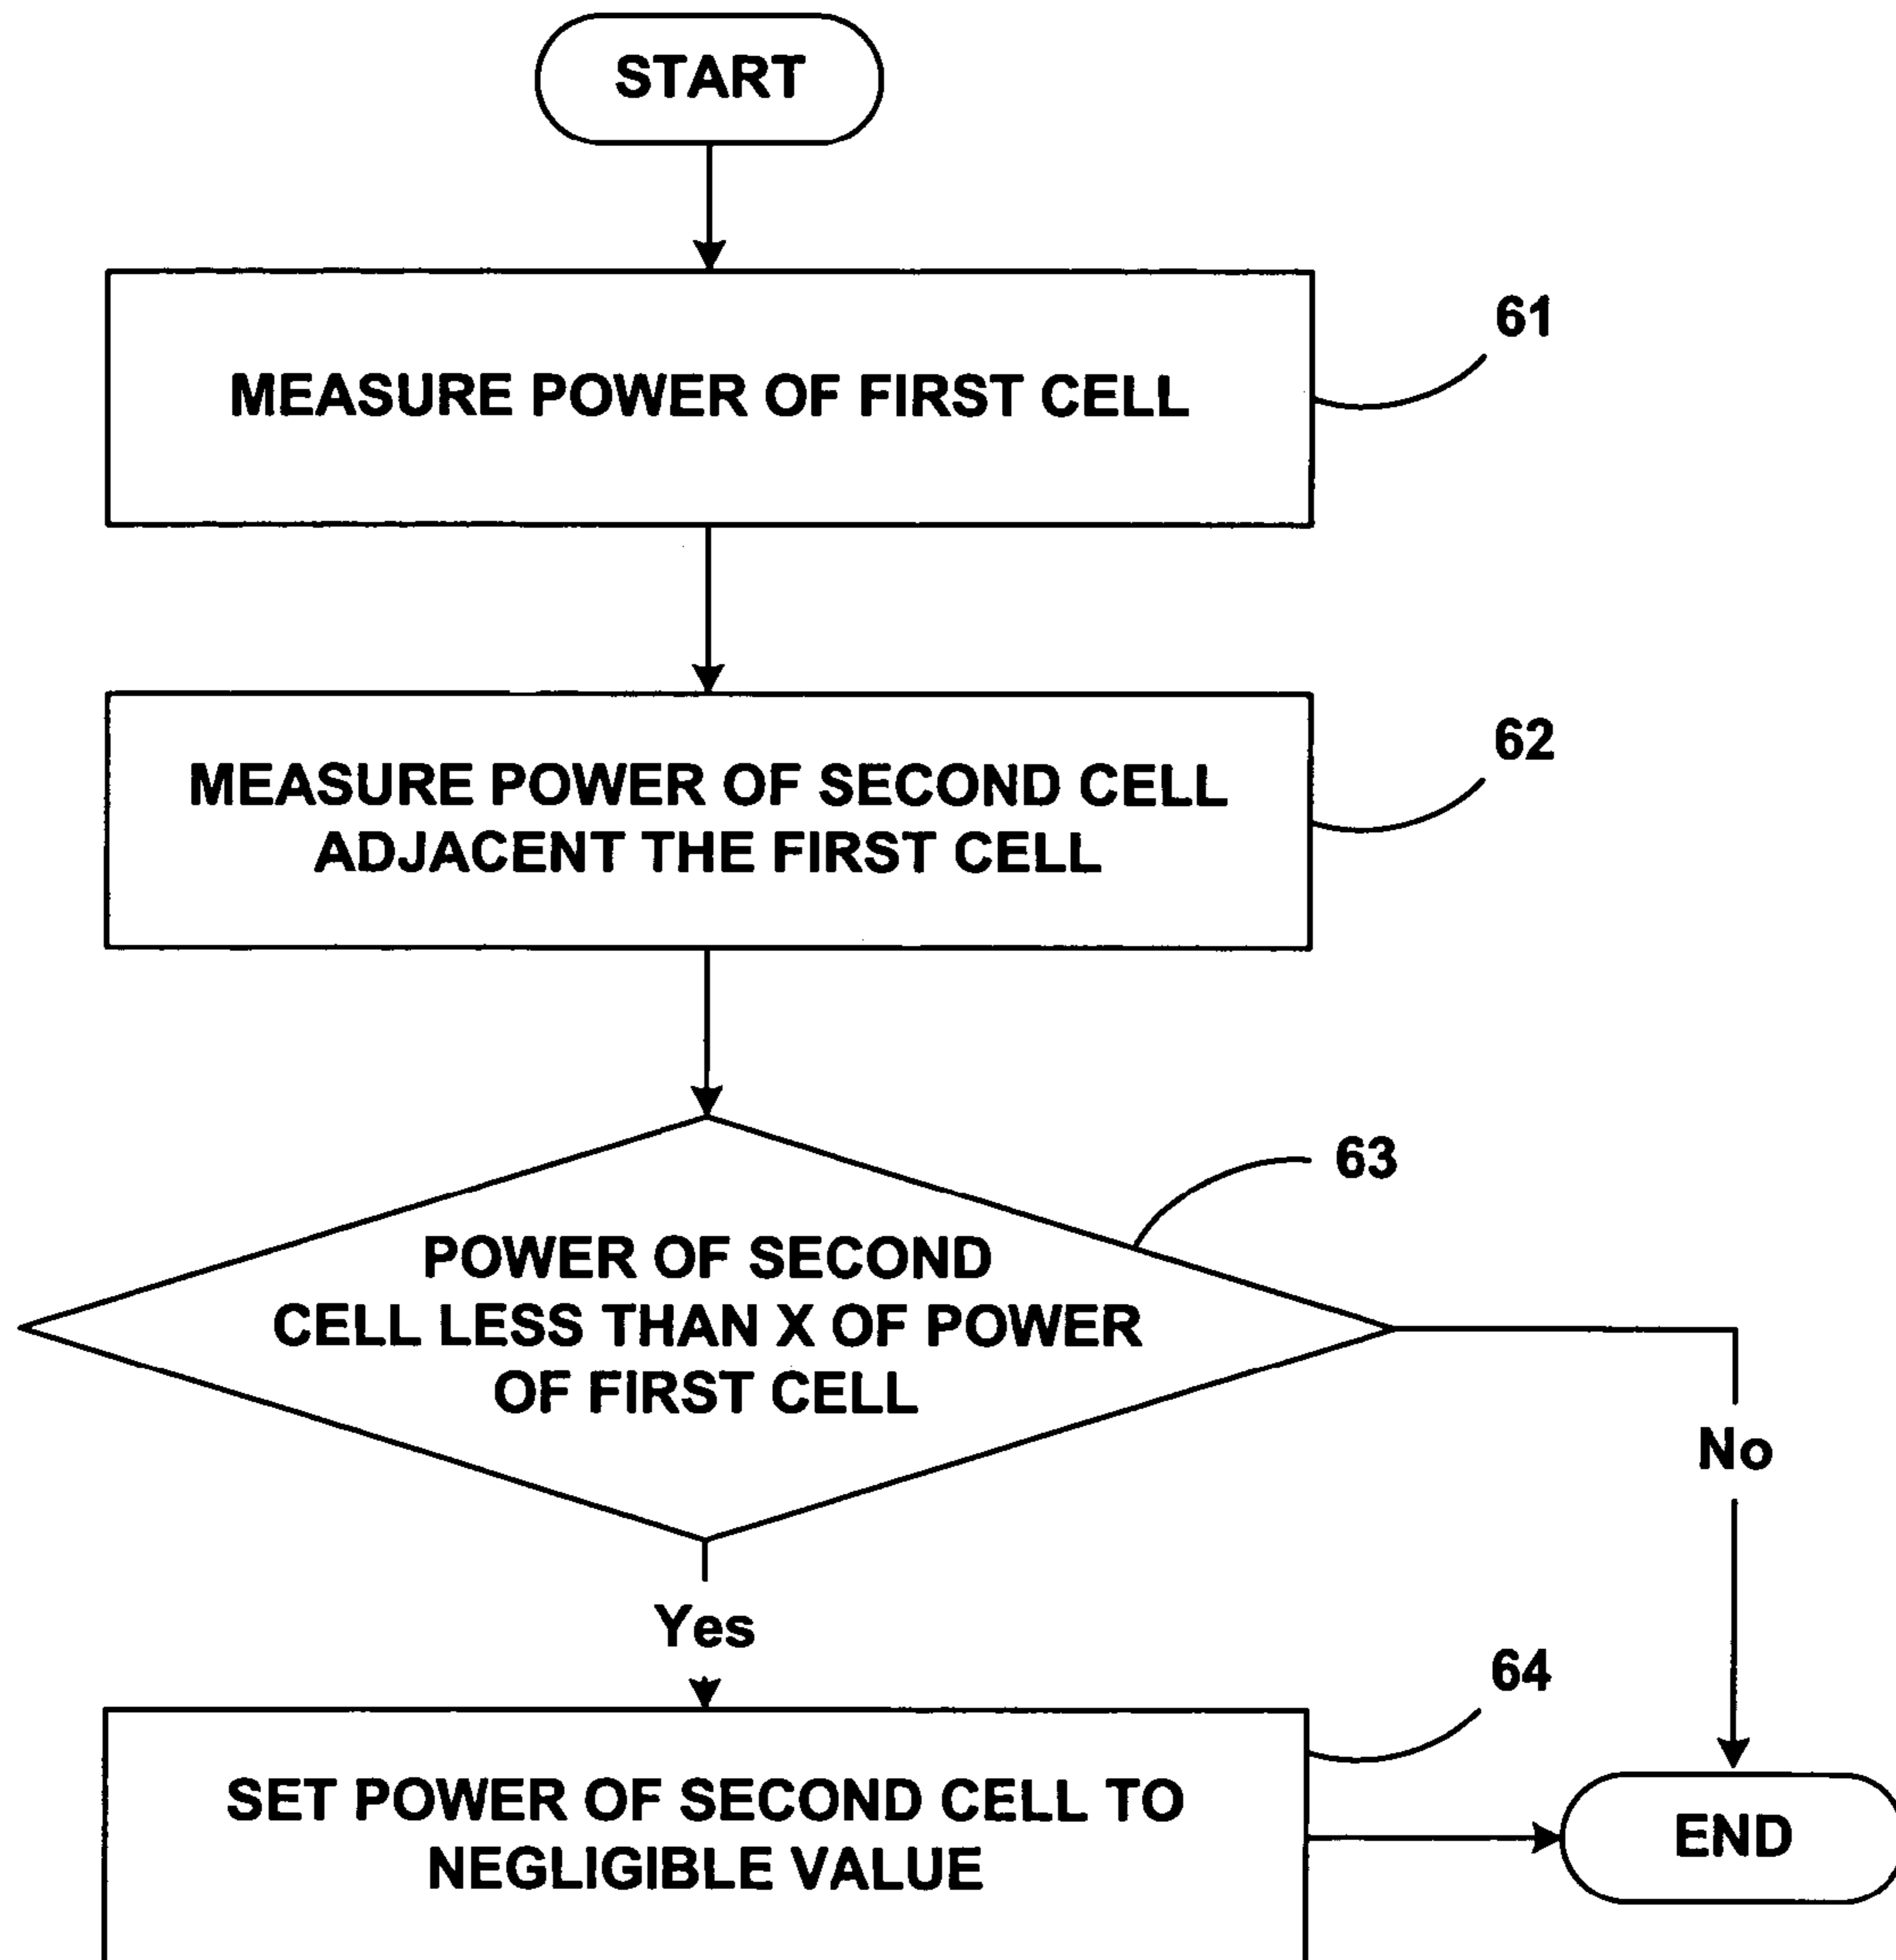 START
MEASURE POWER OF FIRST CELL
61
MEASURE POWER OF SECOND CELL
ADJACENT THE FIRST CELL
62
POWER OF SECOND
CELL LESS THAN X OF POWER
OF FIRST CELL
63
No
Yes
SET POWER OF SECOND CELL TO
NEGLIGIBLE VALUE
64
END